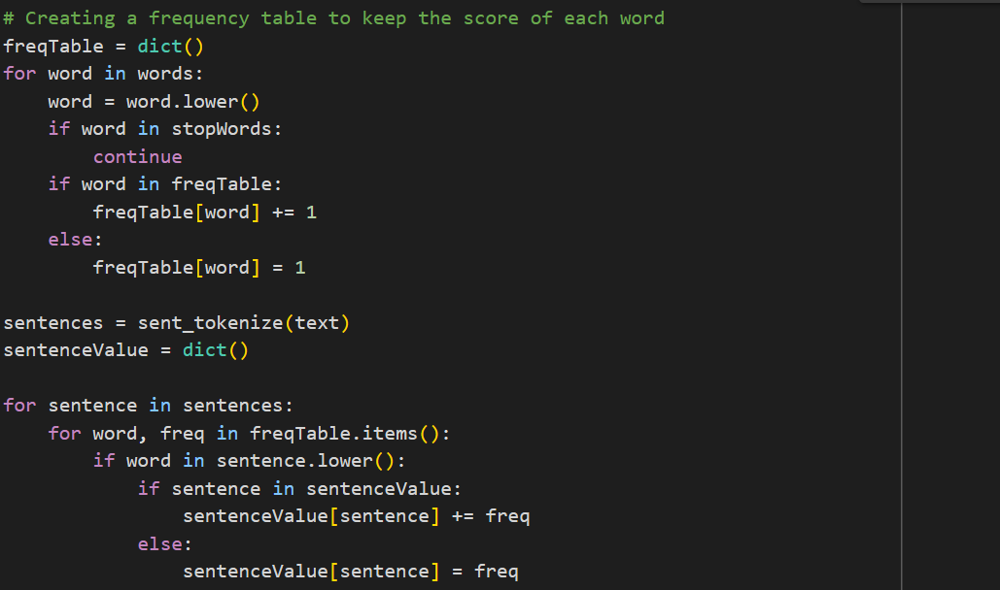 # Creating a frequency table to keep the score of each word
freqTable = dict()
for word in words:
    word = word.lower()
    if word in stopWords:
        continue
    if word in freqTable:
        freqTable[word] += 1
    else:
        freqTable[word] = 1

sentences = sent_tokenize(text)
sentenceValue = dict()

for sentence in sentences:
    for word, freq in freqTable.items():
        if word in sentence.lower():
            if sentence in sentenceValue:
                sentenceValue[sentence] += freq
            else:
                sentenceValue[sentence] = freq